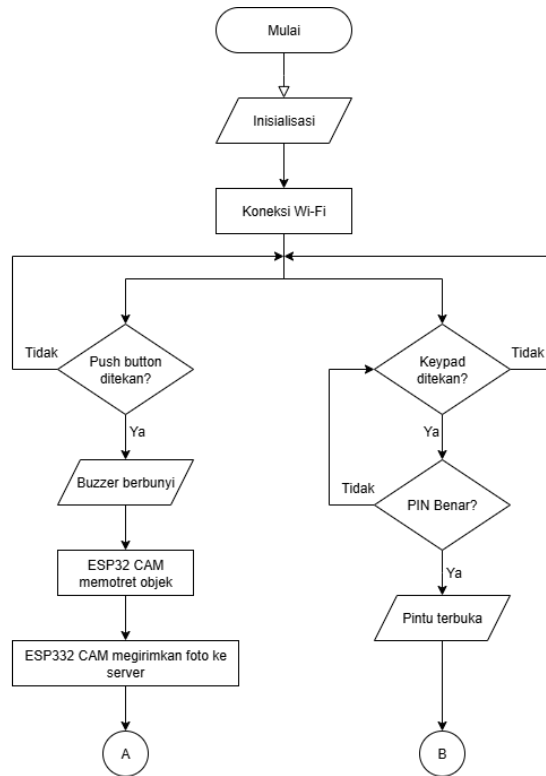 Mulai
Inisialisasi
Koneksi Wi-Fi
Tidak
Push button
ditekan?
Ya
Buzzer berbunyi
ESP32 CAM
memotret objek
ESP332 CAM megirimkan foto ke
server
A
Keypad
ditekan?
Tidak
Ya
Tidak
PIN Benar?
Ya
Pintu terbuka
B